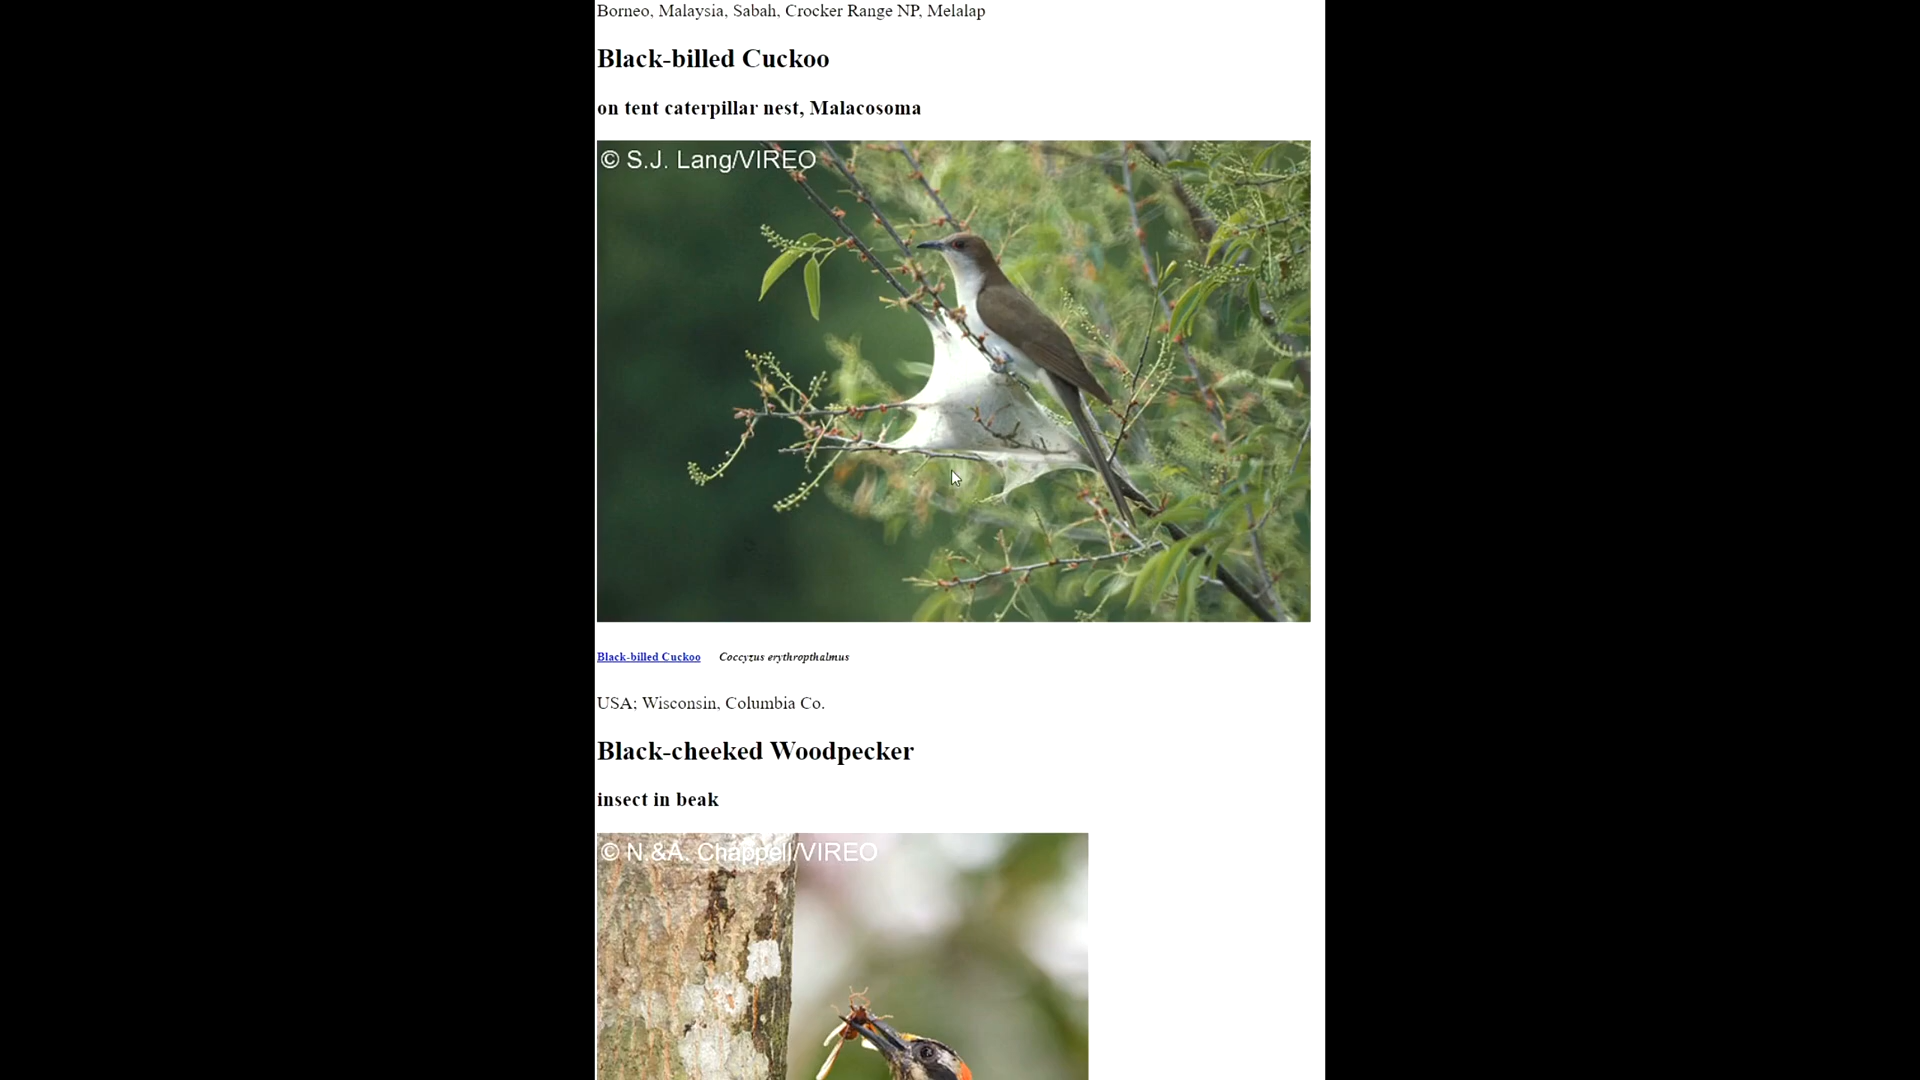 Borneo, Malaysia, Sabah, Crocker Range NP, Melalap
Black-billed Cuckoo
on tent caterpillar nest, Malacosoma
© S.J. Lang/VIREO
Black-billed Cuckoo Coccyzus erythropthalmus
USA; Wisconsin, Columbia Co.
Black-cheeked Woodpecker
insect in beak
© N.&A. Chappell/VIREO